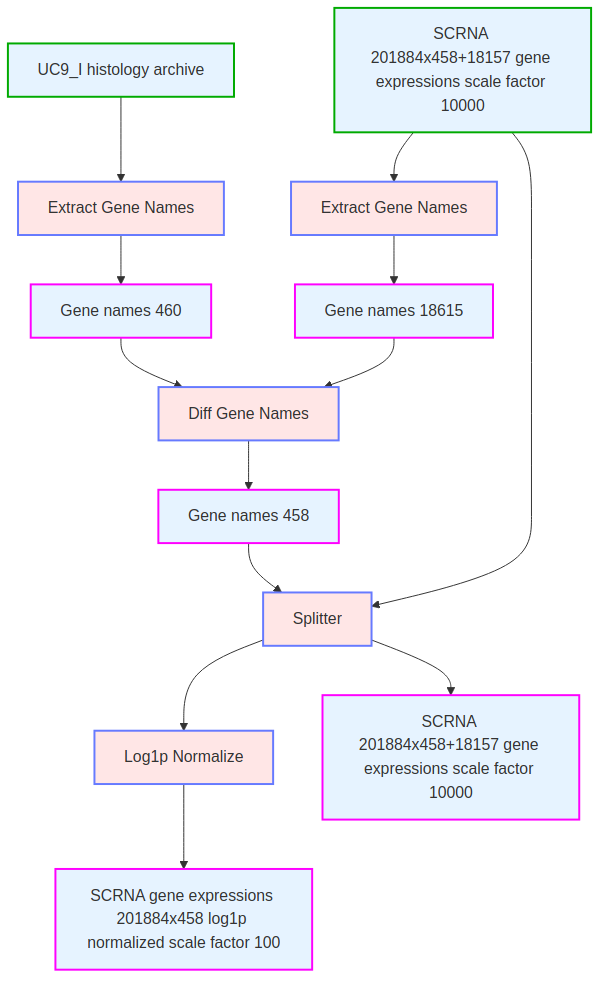 UC9_I histology archive
SCRNA
201884x458+18157 gene
expressions scale factor
10000
Extract Gene Names
Extract Gene Names
Gene names 460
Gene names 18615
Diff Gene Names
Gene names 458
Splitter
Log1p Normalize
SCRNA
201884x458+18157 gene
expressions scale factor
10000
SCRNA gene expressions
201884x458 log1p
normalized scale factor 100